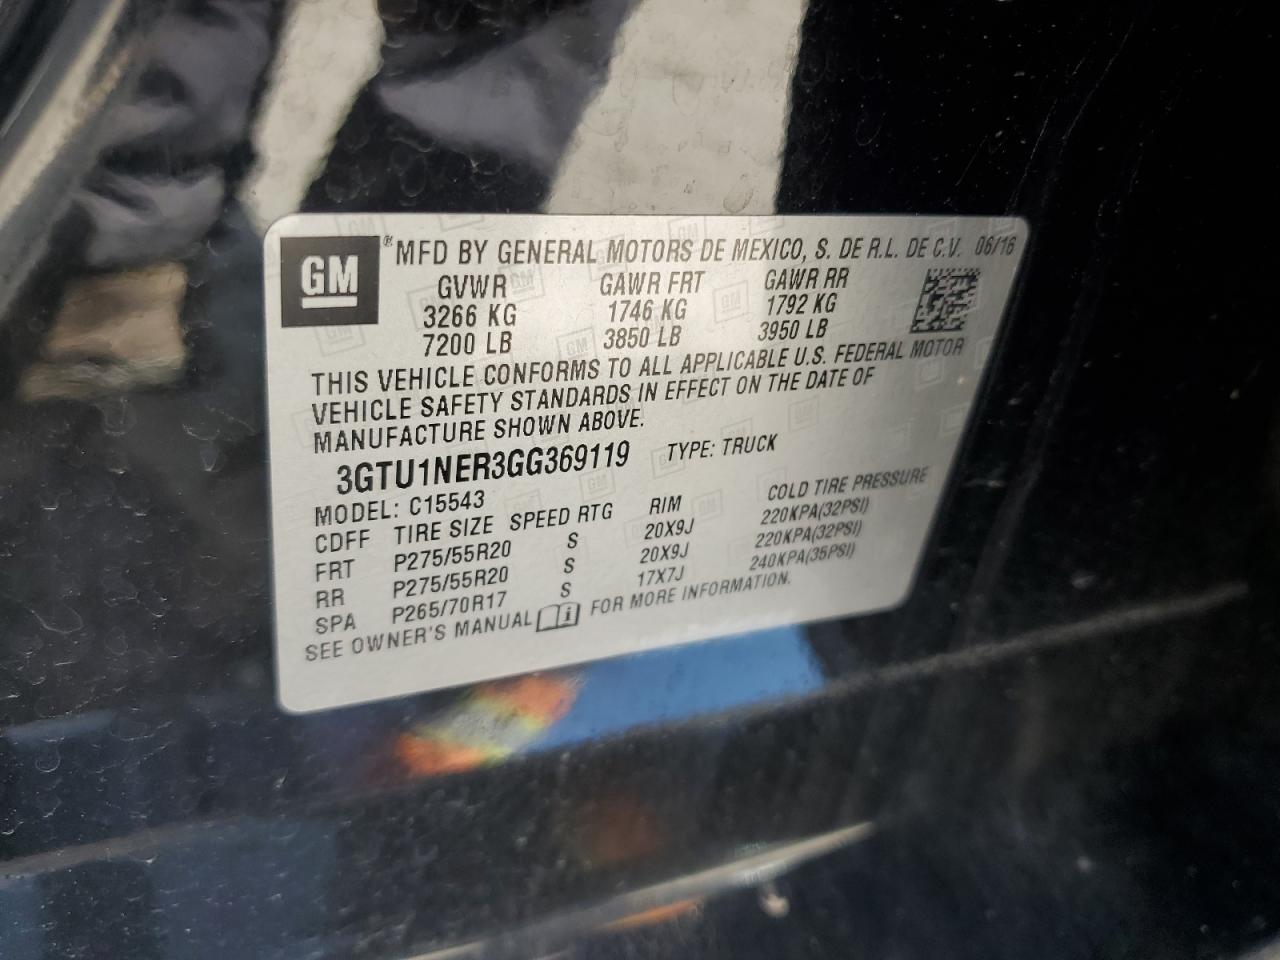 GM ® MFD BY GENERAL MOTORS DE MEXICO, S. DE R.L. DE C.V. 06/16
GVWR GAWR FRT GAWR RR
3266 KG 1746 KG 1792 KG
7200 LB 3850 LB 3950 LB
THIS VEHICLE CONFORMS TO ALL APPLICABLE U.S. FEDERAL MOTOR
VEHICLE SAFETY STANDARDS IN EFFECT ON THE DATE OF
MANUFACTURE SHOWN ABOVE.
3GTU1NER3GG369119 TYPE: TRUCK
MODEL: C15543
CDFF TIRE SIZE SPEED RTG RIM COLD TIRE PRESSURE
FRT P275/55R20 S 20X9J 220KPA(32PSI)
RR P275/55R20 S 20X9J 220KPA(32PSI)
SPA P265/70R17 S 17X7J 240KPA(35PSI)
SEE OWNER'S MANUAL FOR MORE INFORMATION.